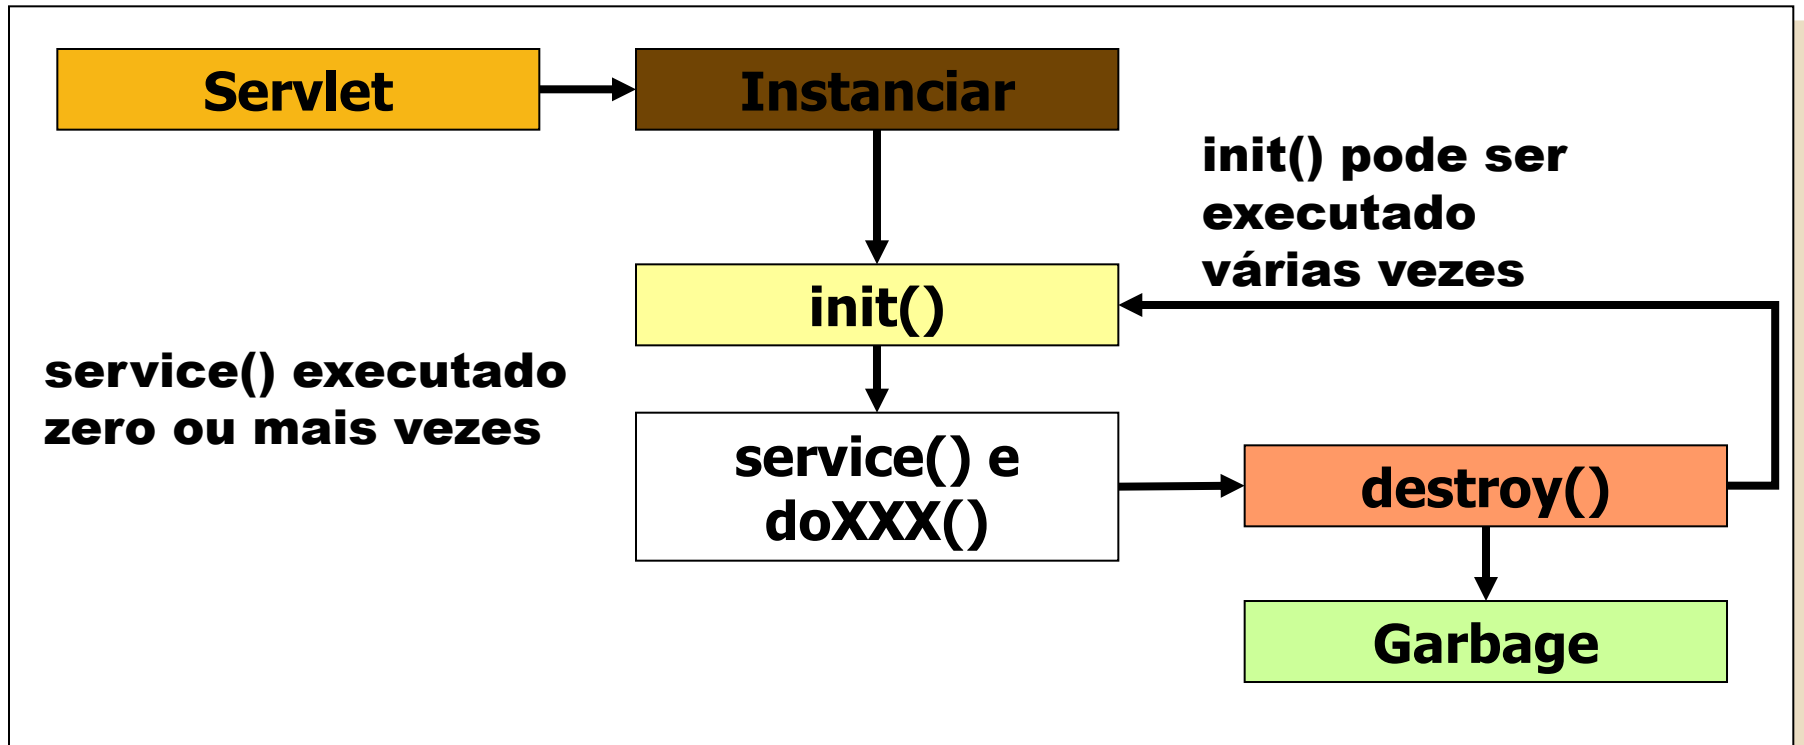 Servlet
Instanciar
init() pode ser
executado
várias vezes
init()
service() executado
zero ou mais vezes
service() e
doXXX()
destroy()
Garbage